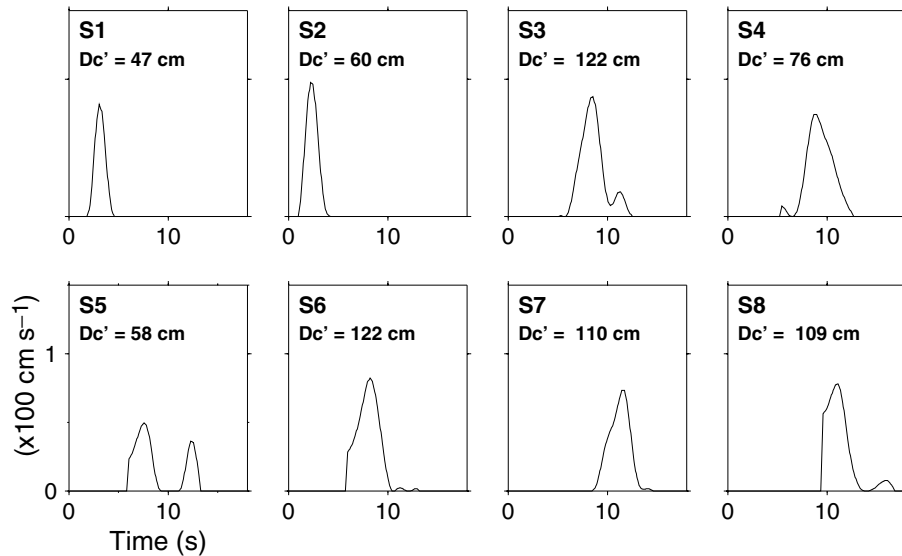 S1
Dc’ = 47 cm
0
10
S2
Dc’ = 60 cm
0
10
S3
Dc’ = 122 cm
0
10
S4
Dc’ = 76 cm
0
10
(x100 cm s−1)
1
0
S5
Dc’ = 58 cm
0
10
Time (s)
S6
Dc’ = 122 cm
0
10
S7
Dc’ = 110 cm
0
10
S8
Dc’ = 109 cm
0
10